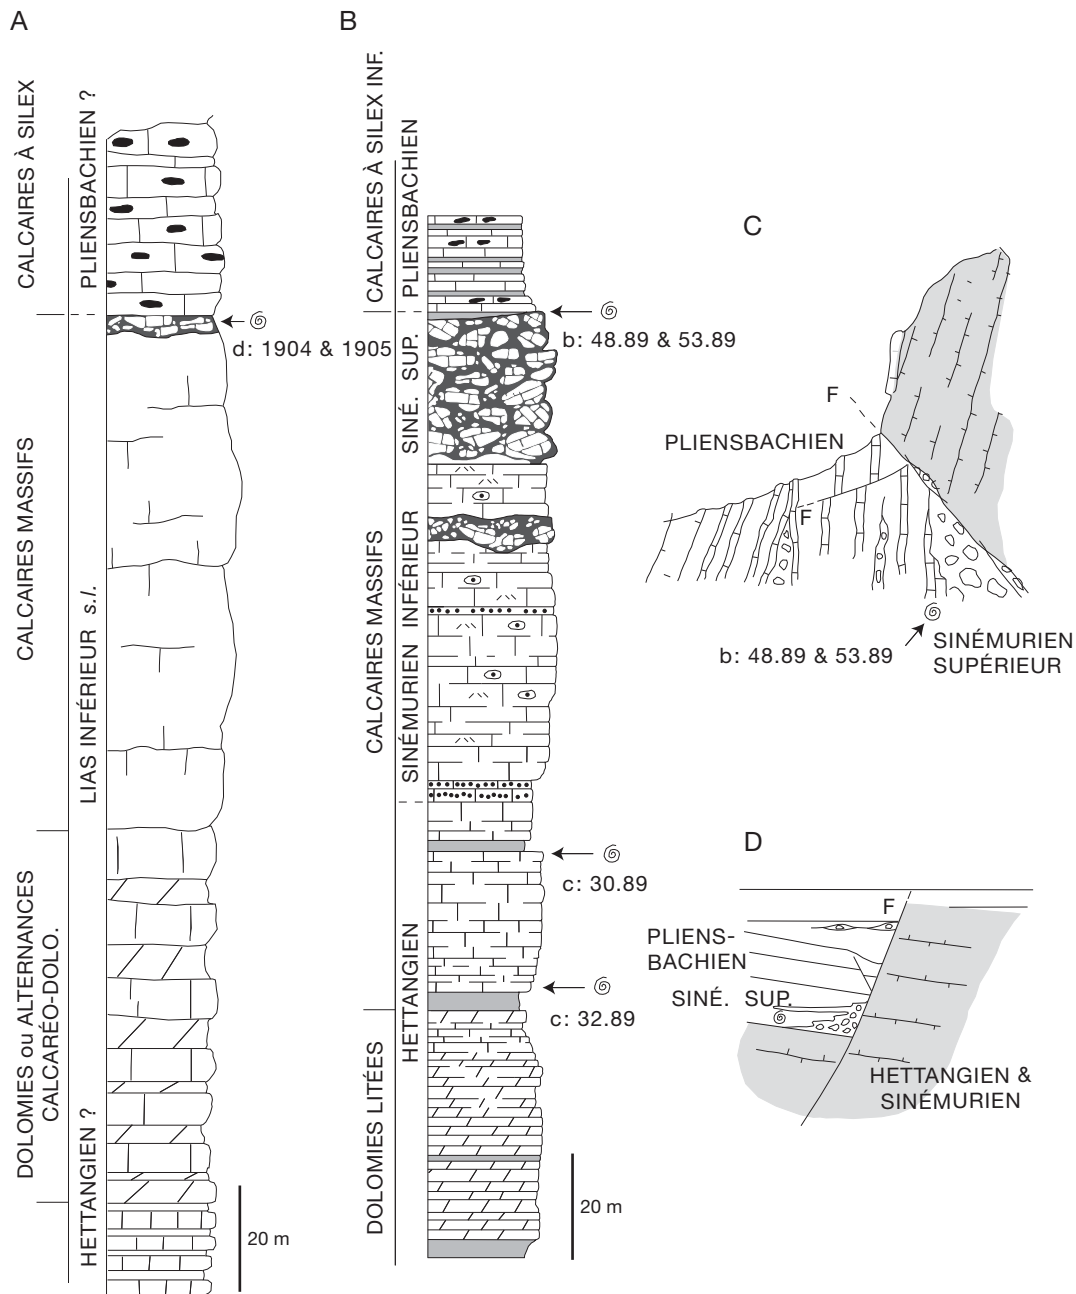 A
CALCAIRES À SILEX
PLIENSBACHIEN ?
d: 1904 & 1905
CALCAIRES MASSIFS
LIAS INFÉRIEUR s.l.
DOLOMIES ou ALTERNANCES
CALCARÉO-DOLO.
HETTANGIEN ?
20 m
B
CALCAIRES À SILEX INF.
PLIENSBACHIEN
b: 48.89 & 53.89
SINÉ. SUP.
CALCAIRES MASSIFS
SINÉMURIEN INFÉRIEUR
c: 30.89
HETTANGIEN
c: 32.89
DOLOMIES LITÉES
20 m
C
F
PLIENSBACHIEN
F
b: 48.89 & 53.89
SINÉMURIEN
SUPÉRIEUR
D
F
PLIENS-
BACHIEN
SINÉ. SUP.
HETTANGIEN &
SINÉMURIEN